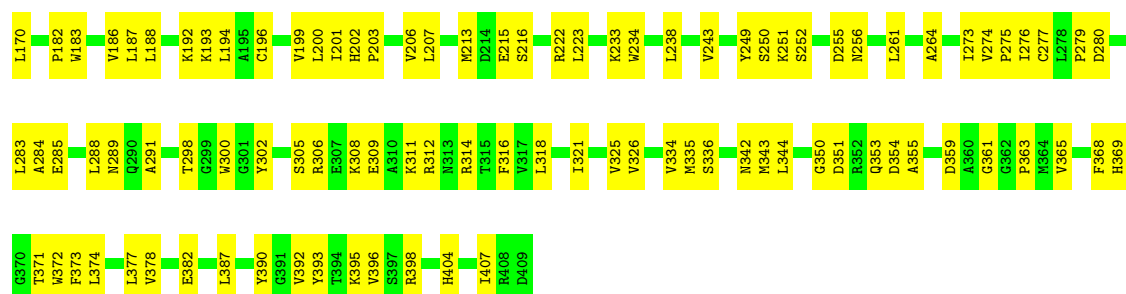 L170 P182 W183 V186 L187 L188 K192 K193 L194 A195 C196 V199 L200 I201 H202 P203 V206 L207 M213 D214 E215 S216 R222 L223 K233 W234 L238 V243 Y249 S250 K251 S252 D255 N256 L261 A264 I273 V274 P275 I276 C277 L278 P279 D280
L283 A284 E285 L288 N289 Q290 A291 T298 G299 W300 G301 Y302 S305 R306 E307 K308 E309 A310 K311 R312 N313 R314 T315 F316 V317 L318 I321 V325 V326 V334 M335 S336 N342 M343 L344 G350 D351 R352 Q353 D354 A355 D359 A360 G361 G362 P363 M364 V365 F368 H369
G370 T371 W372 F373 L374 L377 V378 E382 L387 Y390 G391 V392 Y393 T394 K395 V396 S397 R398 H404 I407 R408 D409